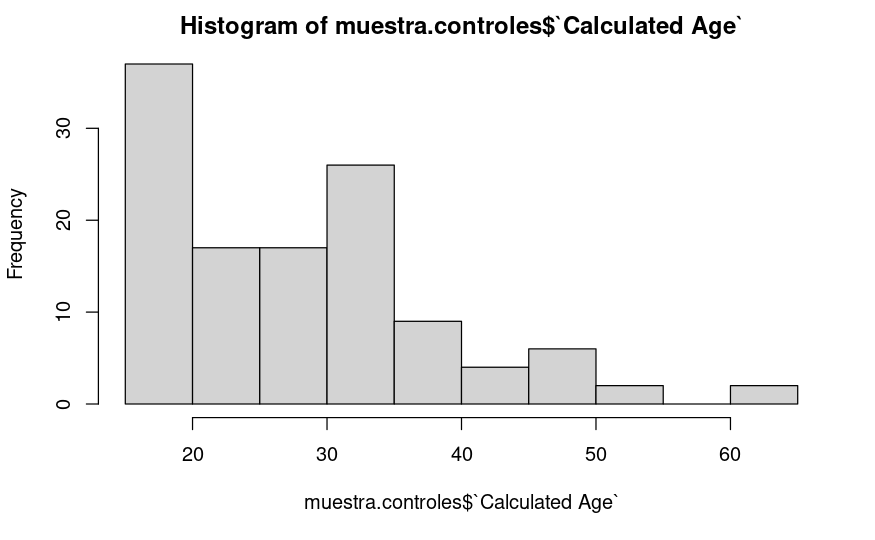 Histogram of muestra.controles$`Calculated Age`
Frequency
30
20
10
0
20 30 40 50 60
muestra.controles$`Calculated Age`